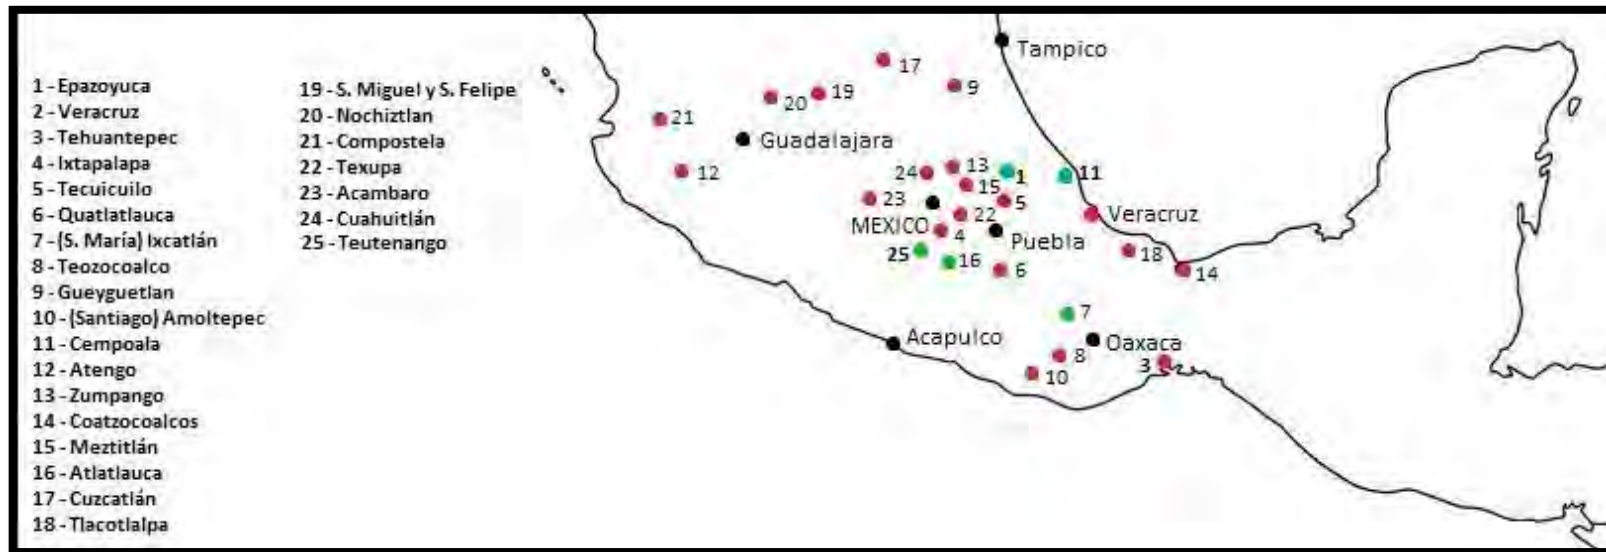 1 - Epazoyuca
2 - Veracruz
3 - Tehuantepec
4 - Ixtapalapa
5 - Tecuicuilo
6 - Quatlatlauca
7 - (S. María) Ixcatlán
8 - Teozocoalco
9 - Gueyguetlan
10 - (Santiago) Amoltepec
11 - Cempoala
12 - Atengo
13 - Zumpango
14 - Coatzocoalcos
15 - Meztitlán
16 - Atlatlauca
17 - Cuzcatlán
18 - Tlacotlalpa
19 - S. Miguel y S. Felipe
20 - Nochiztlan
21 - Compostela
22 - Texupa
23 - Acambaro
24 - Cuahuitlán
25 - Teutenango
Tampico
17
9
19
20
21
Guadalajara
12
13
24
1
11
15
23
5
22
Veracruz
MEXICO
4
Puebla
25
16
6
18
14
7
Acapulco
Oaxaca
8
3
10